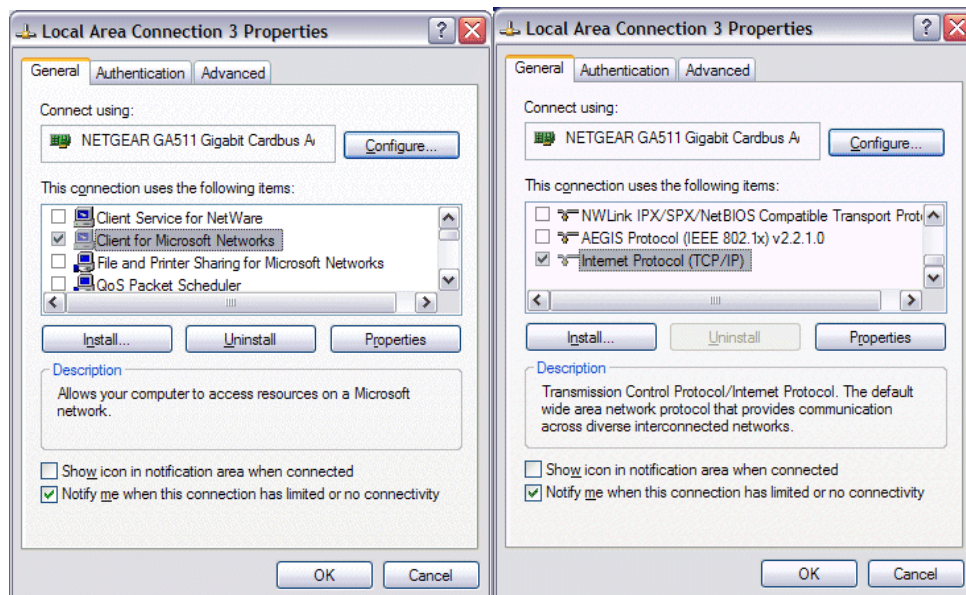 Local Area Connection 3 Properties
General Authentication Advanced
Connect using:
NETGEAR GA511 Gigabit Cardbus
Configure...
This connection uses the following items:
Client Service for NetWare
Client for Microsoft Networks
File and Printer Sharing for Microsoft Networks
QoS Packet Scheduler
Install... Uninstall Properties
Description
Allows your computer to access resources on a Microsoft
network.
Show icon in notification area when connected
Notify me when this connection has limited or no connectivity
OK Cancel
Local Area Connection 3 Properties
General Authentication Advanced
Connect using:
NETGEAR GA511 Gigabit Cardbus
Configure...
This connection uses the following items:
NWLink IPX/SPX/NetBIOS Compatible Transport Prot
AEGIS Protocol (IEEE 802.1x) v2.2.1.0
Internet Protocol (TCP/IP)
Install... Uninstall Properties
Description
Transmission Control Protocol/Internet Protocol. The default
wide area network protocol that provides communication
across diverse interconnected networks.
Show icon in notification area when connected
Notify me when this connection has limited or no connectivity
OK Cancel